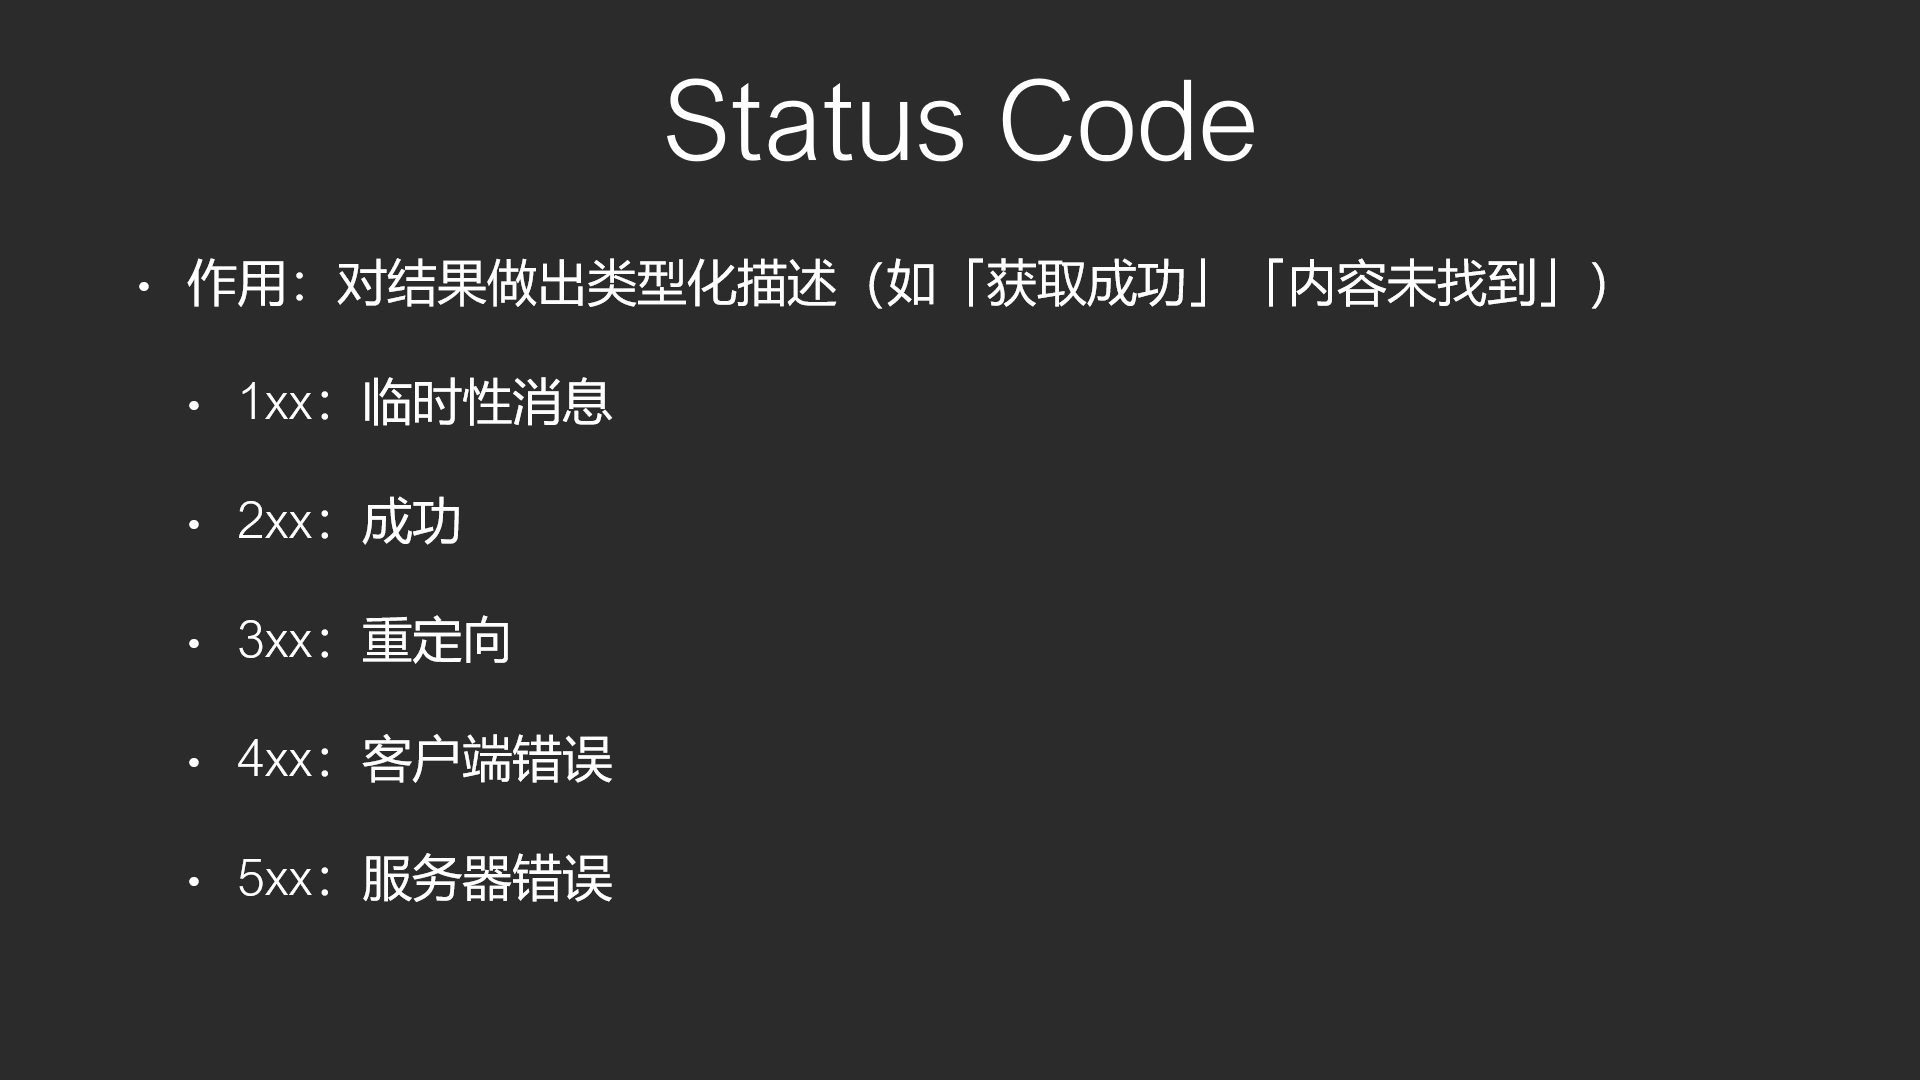 Status Code
• 作用：对结果做出类型化描述（如「获取成功」「内容未找到」）
• 1xx：临时性消息
• 2xx：成功
• 3xx：重定向
• 4xx：客户端错误
• 5xx：服务器错误